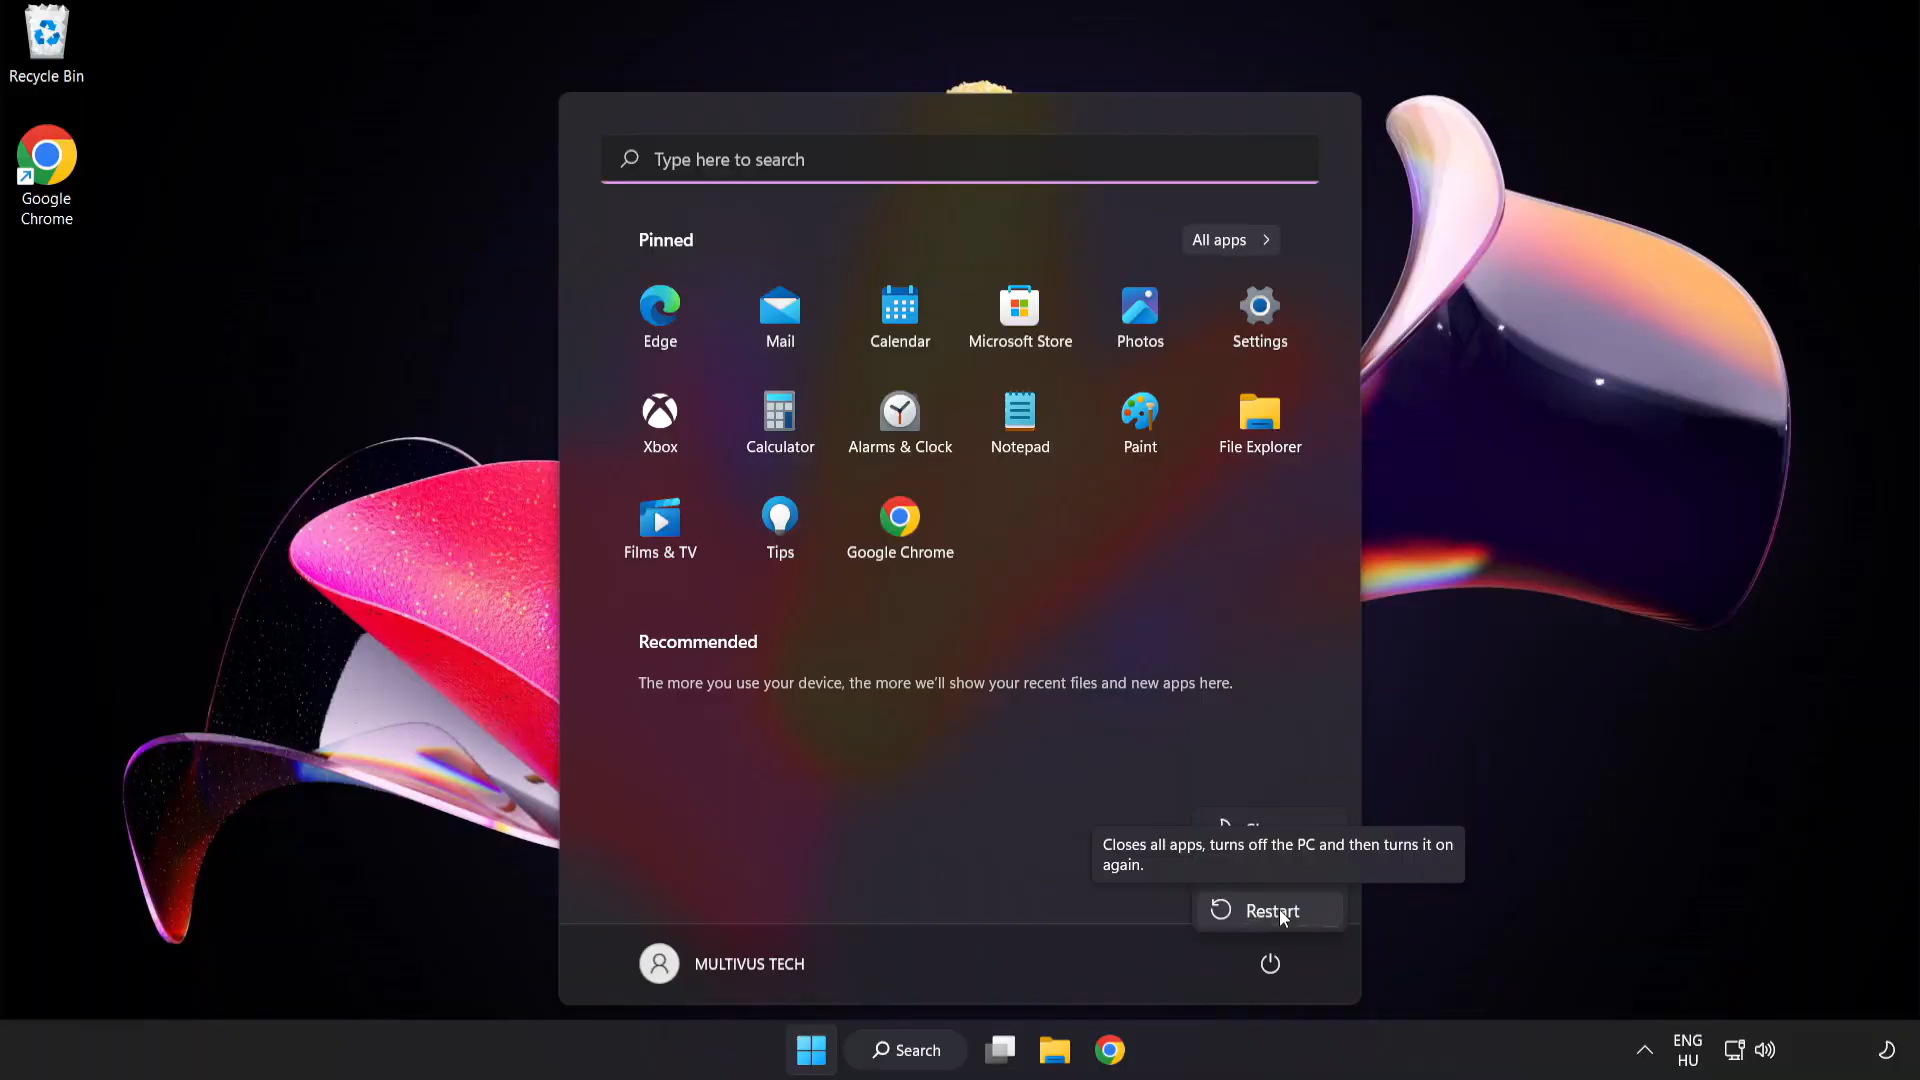 Recycle Bin
Google
Chrome
Type here to search
Pinned
All apps
Edge
Mail
Calendar
Microsoft Store
Photos
Settings
Xbox
Calculator
Alarms & Clock
Notepad
Paint
File Explorer
Films & TV
Tips
Google Chrome
Recommended
The more you use your device, the more we'll show your recent files and new apps here.
Closes all apps, turns off the PC and then turns it on
again.
Restart
MULTIVUS TECH
Search
ENG
HU